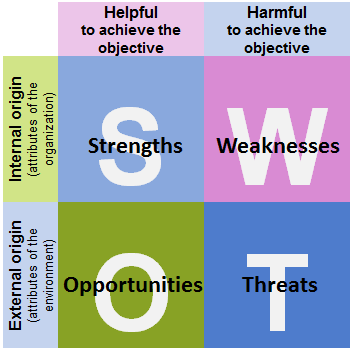 Helpful
to achieve the
objective
Harmful
to achieve the
objective
Internal origin
(attributes of the
organization)
S
Strengths
W
Weaknesses
External origin
(attributes of the
environment)
O
Opportunities
T
Threats